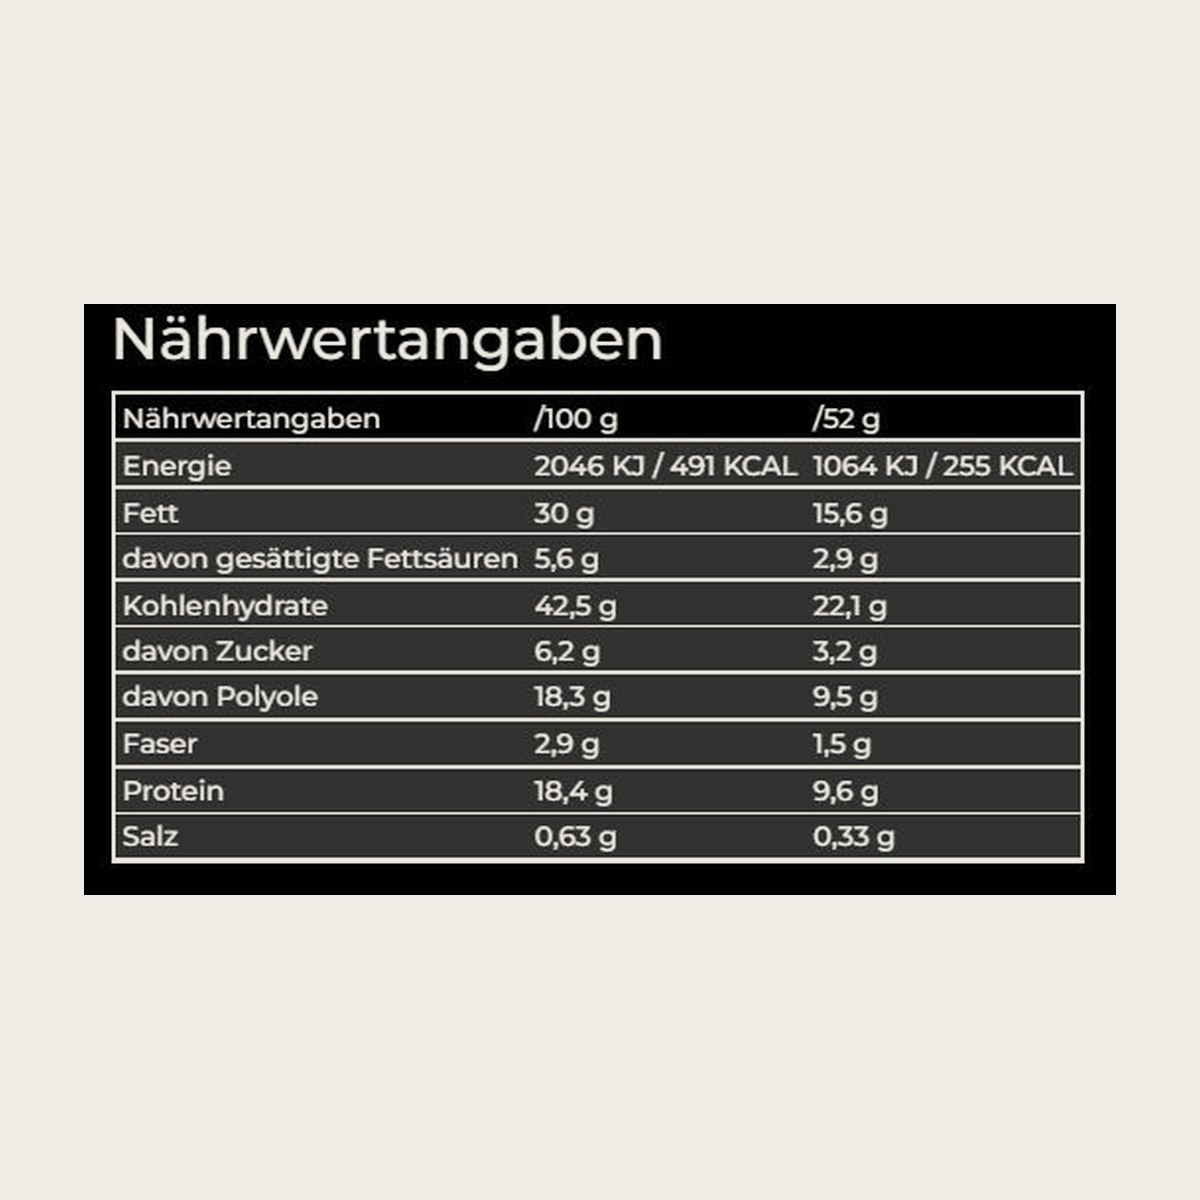 Nährwertangaben
Nährwertangaben /100 g /52 g
Energie 2046 KJ / 491 KCAL 1064 KJ / 255 KCAL
Fett 30 g 15,6 g
davon gesättigte Fettsäuren 5,6 g 2,9 g
Kohlenhydrate 42,5 g 22,1 g
davon Zucker 6,2 g 3,2 g
davon Polyole 18,3 g 9,5 g
Faser 2,9 g 1,5 g
Protein 18,4 g 9,6 g
Salz 0,63 g 0,33 g